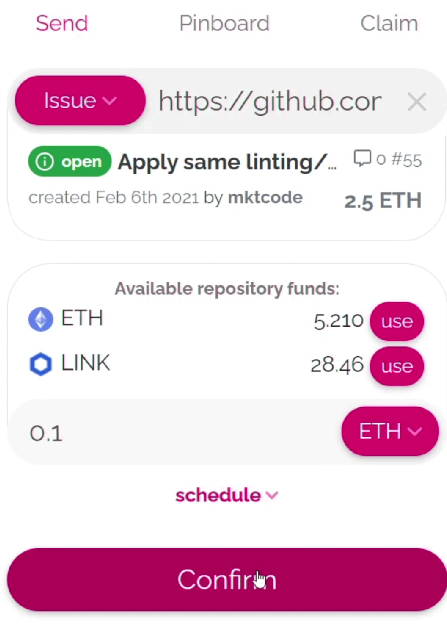 Send Pinboard Claim
Issue https://github.cor
open Apply same linting/... 0 #55
created Feb 6th 2021 by mktcode 2.5 ETH
Available repository funds:
ETH 5.210 use
LINK 28.46 use
0.1 ETH
schedule
Confirm